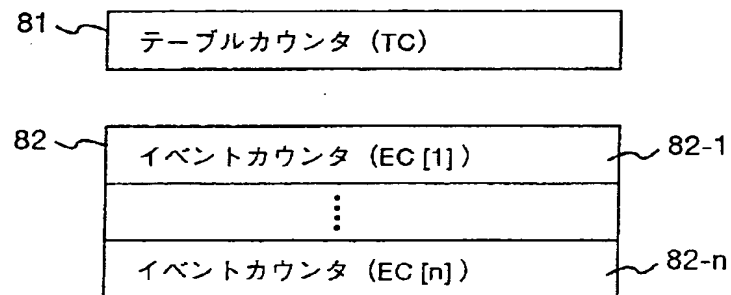 81
テーブルカウンタ (TC)
82
イベントカウンタ (EC [1] )
82-1
イベントカウンタ (EC [n] )
82-n